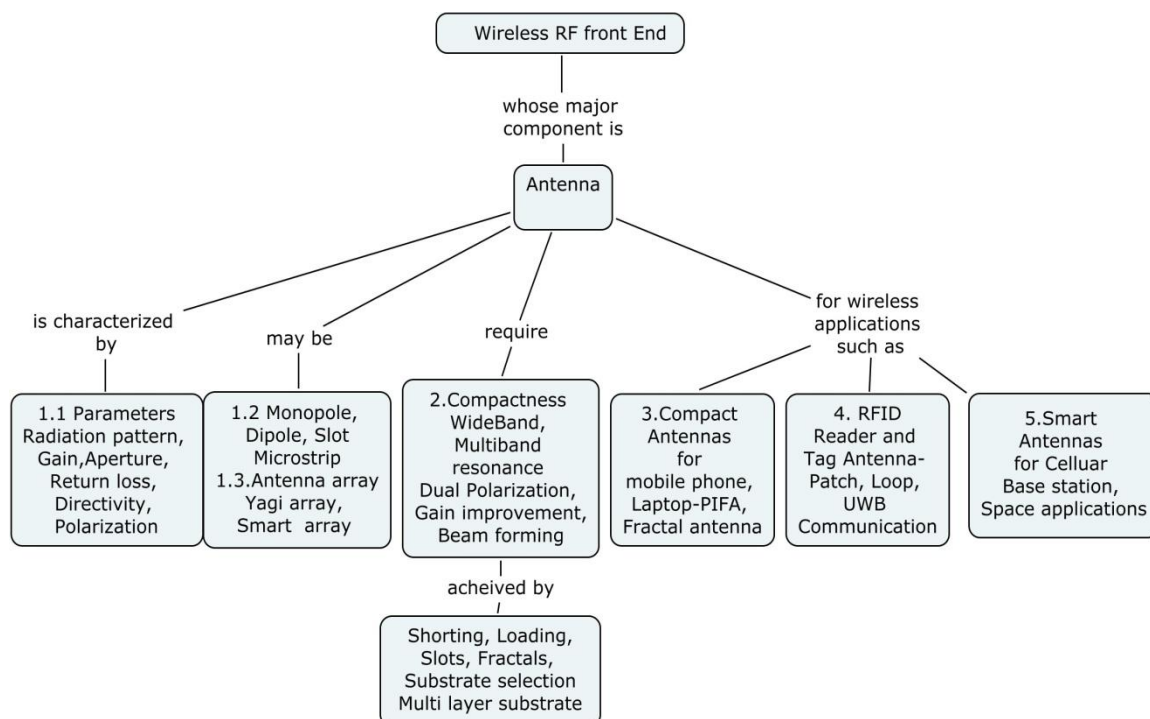 Wireless RF front End
whose major
component is
Antenna
is characterized
by
may be
require
for wireless
applications
such as
1.1 Parameters
Radiation pattern,
Gain,Aperture,
Return loss,
Directivity,
Polarization
1.2 Monopole,
Dipole, Slot
Microstrip
1.3.Antenna array
Yagi array,
Smart array
2.Compactness
WideBand,
Multiband
resonance
Dual Polarization,
Gain improvement,
Beam forming
3.Compact
Antennas
for
mobile phone,
Laptop-PIFA,
Fractal antenna
4. RFID
Reader and
Tag Antenna-
Patch, Loop,
UWB
Communication
5.Smart
Antennas
for Celluar
Base station,
Space applications
acheived by
Shorting, Loading,
Slots, Fractals,
Substrate selection
Multi layer substrate